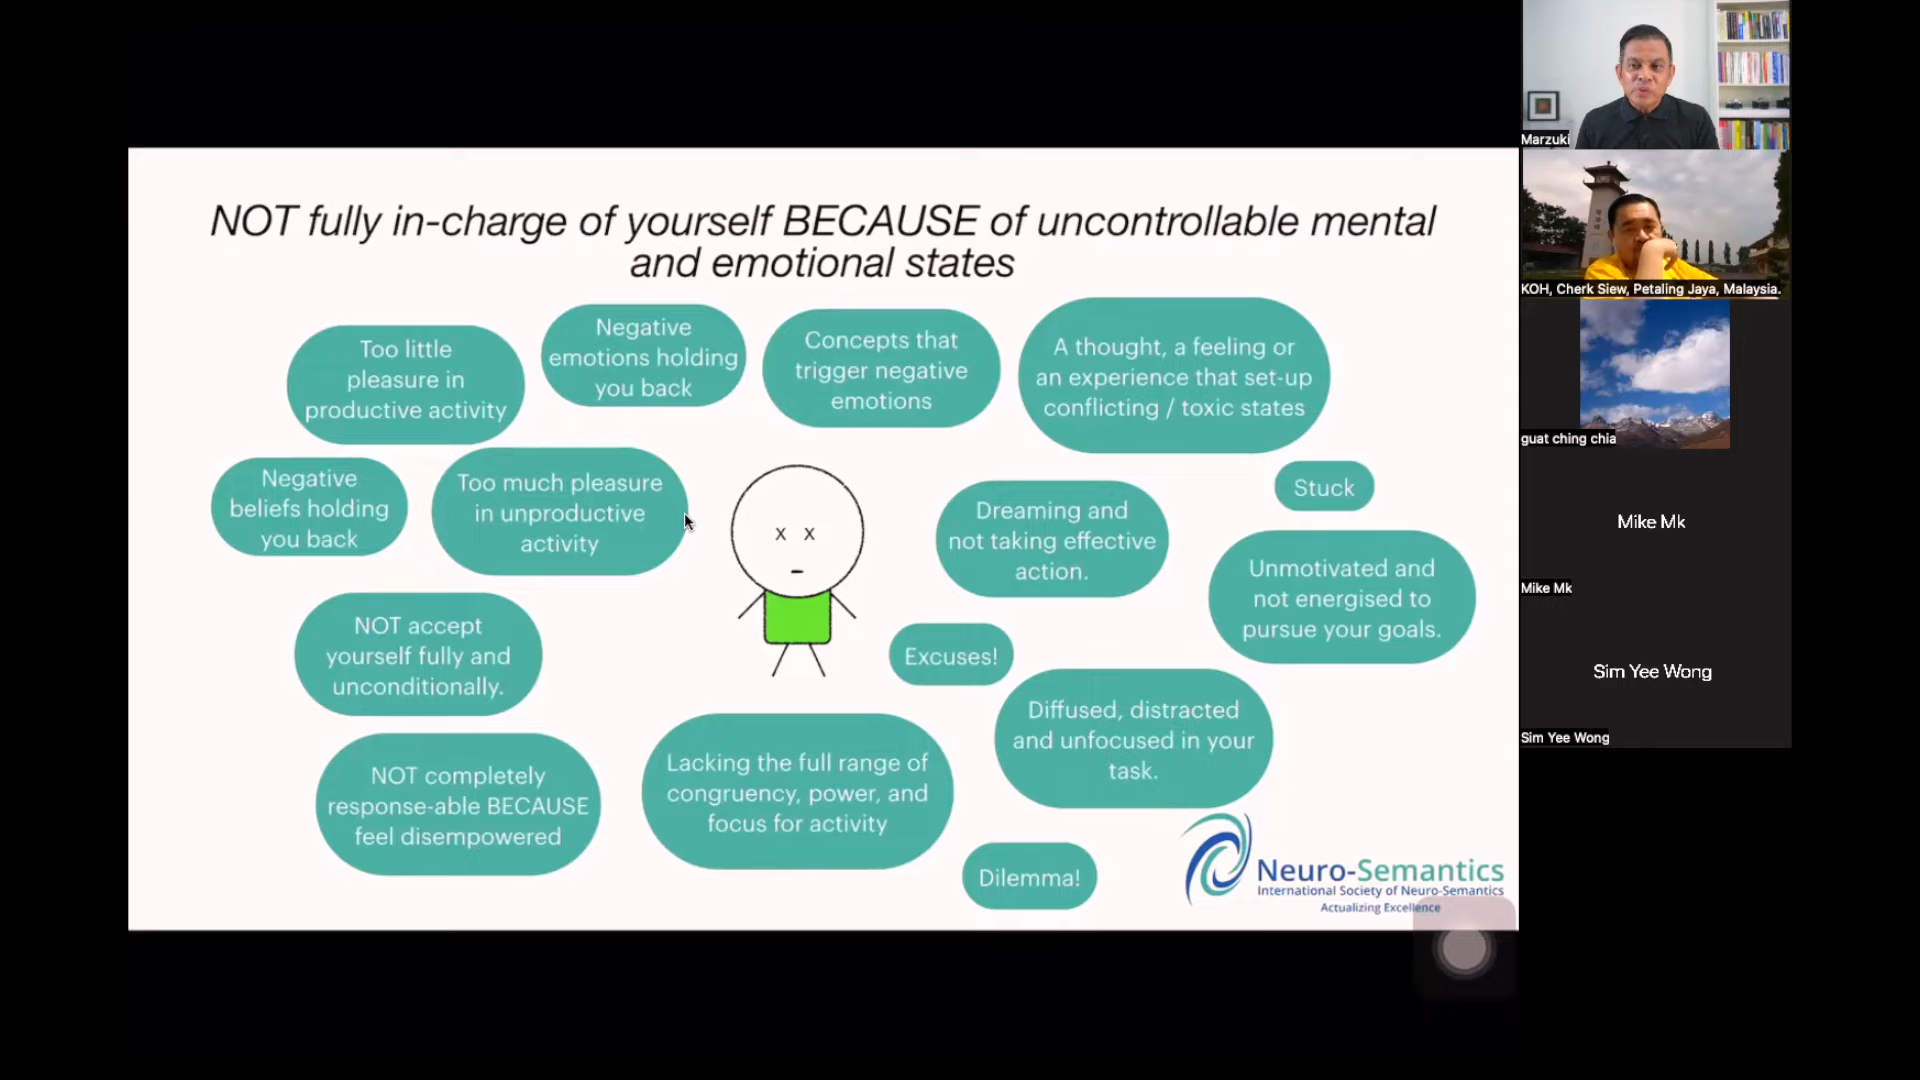 NOT fully in-charge of yourself BECAUSE of uncontrollable mental
and emotional states
Too little
pleasure in
productive activity
Negative
emotions holding
you back
Concepts that
trigger negative
emotions
A thought, a feeling or
an experience that set-up
conflicting / toxic states
Negative
beliefs holding
you back
Too much pleasure
in unproductive
activity
x x
Dreaming and
not taking effective
action.
Stuck
Unmotivated and
not energised to
pursue your goals.
NOT accept
yourself fully and
unconditionally.
Excuses!
Diffused, distracted
and unfocused in your
task.
NOT completely
response-able BECAUSE
feel disempowered
Lacking the full range of
congruency, power, and
focus for activity
Dilemma!
Neuro-Semantics
International Society of Neuro-Semantics
Actualizing Excellence
Marzuki
KOH, Cherk Siew, Petaling Jaya, Malaysia.
guat ching chia
Mike Mk
Mike Mk
Sim Yee Wong
Sim Yee Wong